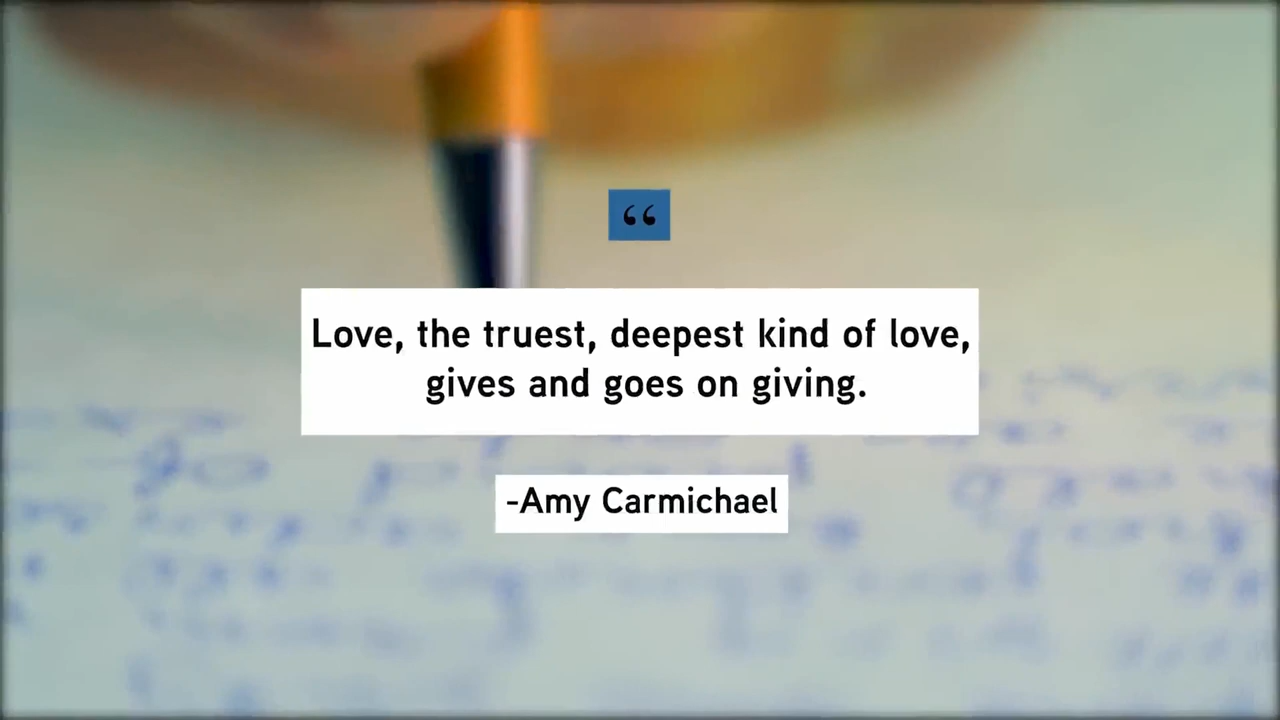 “
Love, the truest, deepest kind of love,
gives and goes on giving.
-Amy Carmichael